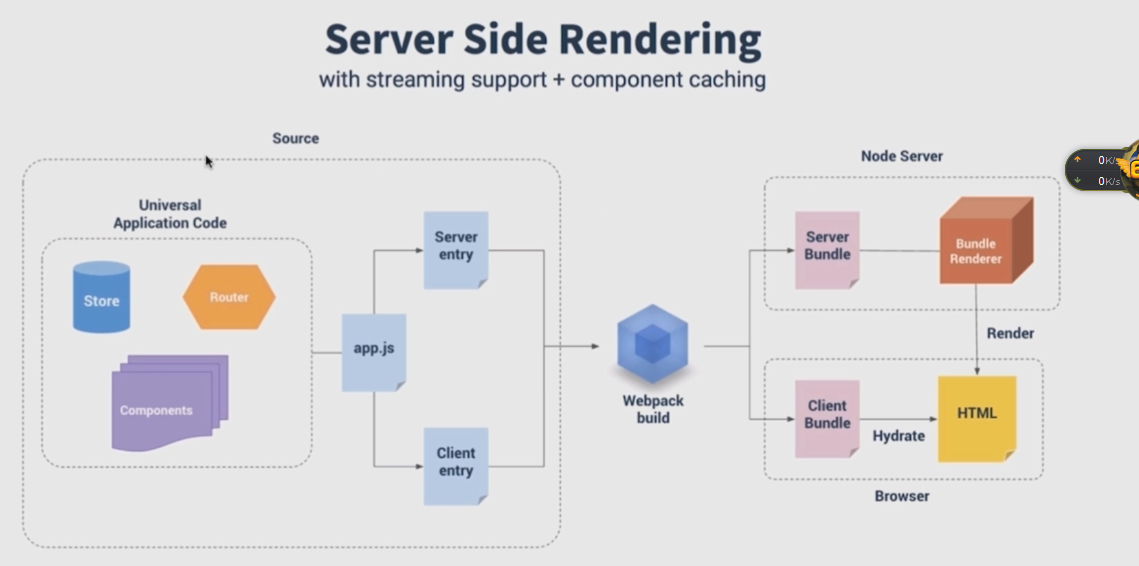 Server Side Rendering
with streaming support + component caching
Source
Universal
Application Code
Store
Router
Components
app.js
Server
entry
Client
entry
Webpack
build
Node Server
Server
Bundle
Bundle
Renderer
Render
Client
Bundle
Hydrate
HTML
Browser
0K/s
0K/s